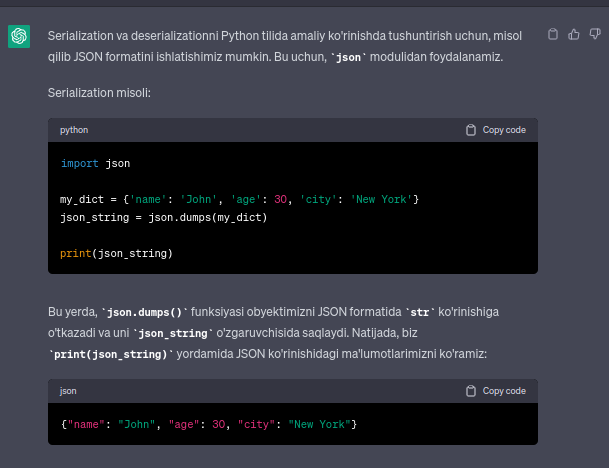 Serialization va deserializationni Python tilida amaliy ko'rinishda tushuntirish uchun, misol
qilib JSON formatini ishlatishimiz mumkin. Bu uchun, `json` modulidan foydalanamiz.
Serialization misoli:
python Copy code
import json
my_dict = {'name': 'John', 'age': 30, 'city': 'New York'}
json_string = json.dumps(my_dict)
print(json_string)
Bu yerda, `json.dumps()` funksiyasi obyektimizni JSON formatida `str` ko'rinishiga
o'tkazadi va uni `json_string` o'zgaruvchisida saqlaydi. Natijada, biz
`print(json_string)` yordamida JSON ko'rinishidagi ma'lumotlarimizni ko'ramiz:
json Copy code
{"name": "John", "age": 30, "city": "New York"}